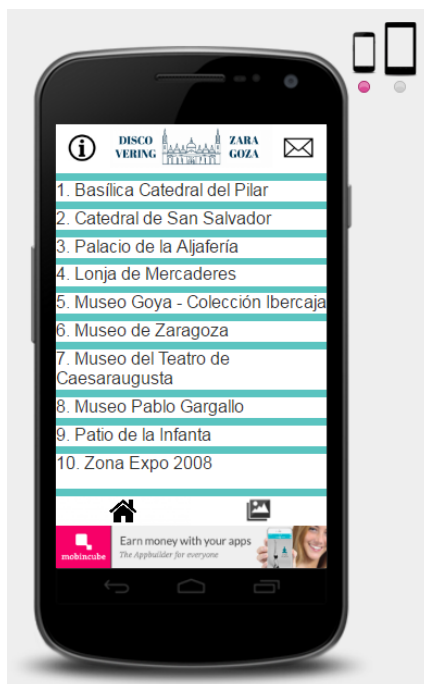 DISCO
VERING
ZARA
GOZA
1. Basílica Catedral del Pilar
2. Catedral de San Salvador
3. Palacio de la Aljafería
4. Lonja de Mercaderes
5. Museo Goya - Colección Ibercaja
6. Museo de Zaragoza
7. Museo del Teatro de
Caesaraugusta
8. Museo Pablo Gargallo
9. Patio de la Infanta
10. Zona Expo 2008
mobincube
Earn money with your apps
The Appbuilder for everyone